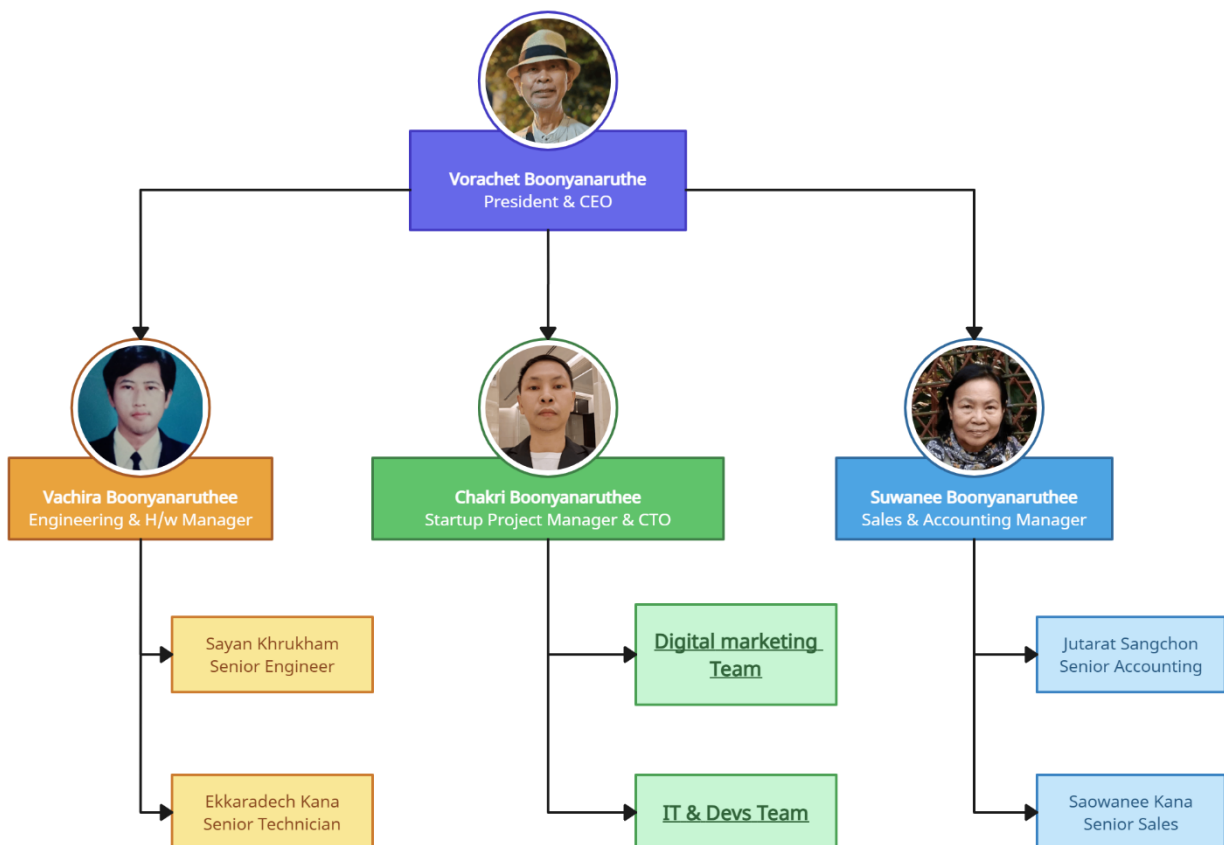 Vorachet Boonyanaruthe
President & CEO
Vachira Boonyanaruthee
Engineering & H/w Manager
Chakri Boonyanaruthee
Startup Project Manager & CTO
Suwanee Boonyanaruthee
Sales & Accounting Manager
Sayan Khrukham
Senior Engineer
Digital marketing
Team
Jutarat Sangchon
Senior Accounting
Ekkaradech Kana
Senior Technician
IT & Devs Team
Saowanee Kana
Senior Sales